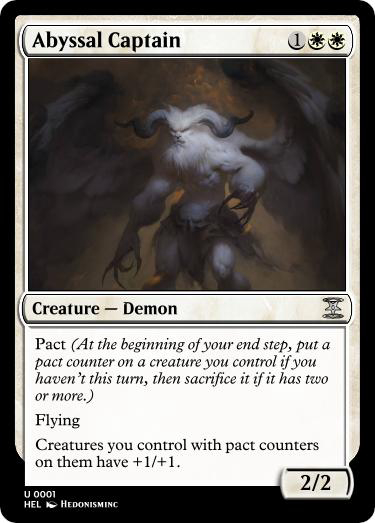 Abyssal Captain 1
Creature — Demon
Pact (At the beginning of your end step, put a
pact counter on a creature you control if you
haven't this turn, then sacrifice it if it has two
or more.)
Flying
Creatures you control with pact counters
on them have +1/+1.
2/2
U 0001
HEL HEDONISMINC